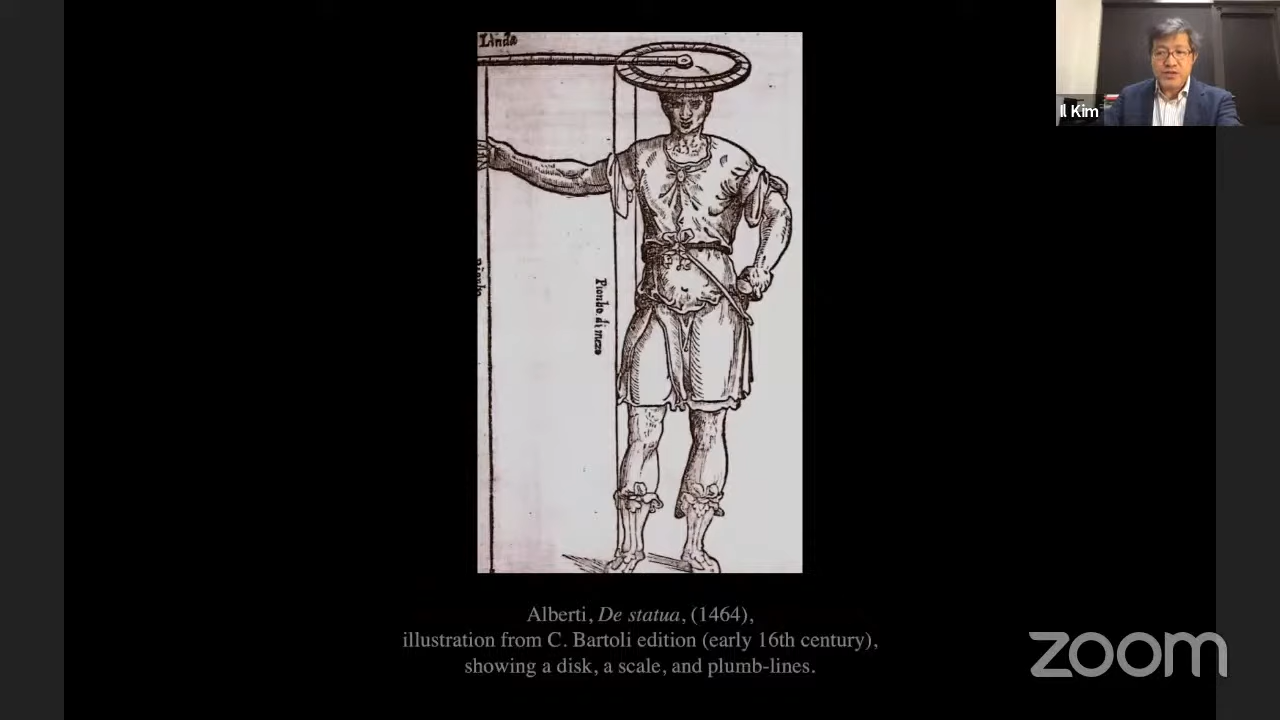 Linda
Il Kim
Piombo di mezo
Alberti, De statua, (1464),
illustration from C. Bartoli edition (early 16th century),
showing a disk, a scale, and plumb-lines.
zoom